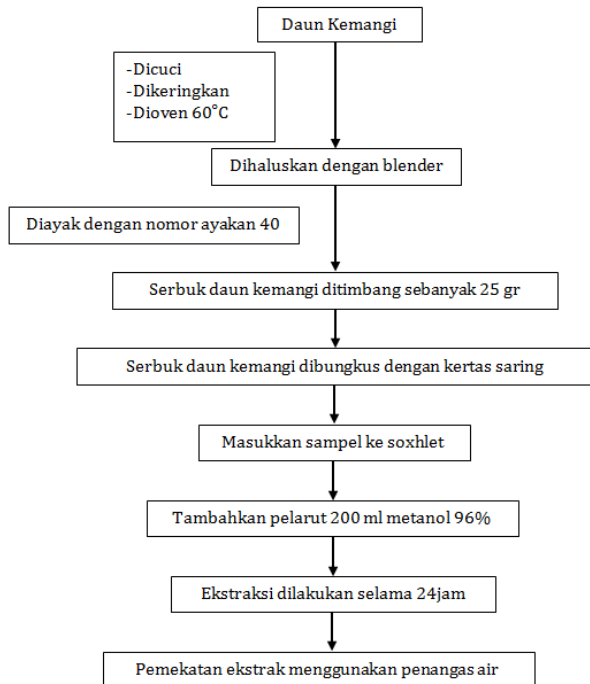 Daun Kemangi
-Dicuci
-Dikeringkan
-Dioven 60°C
Dihaluskan dengan blender
Diayak dengan nomor ayakan 40
Serbuk daun kemangi ditimbang sebanyak 25 gr
Serbuk daun kemangi dibungkus dengan kertas saring
Masukkan sampel ke soxhlet
Tambahkan pelarut 200 ml metanol 96%
Ekstraksi dilakukan selama 24jam
Pemekatan ekstrak menggunakan penangas air